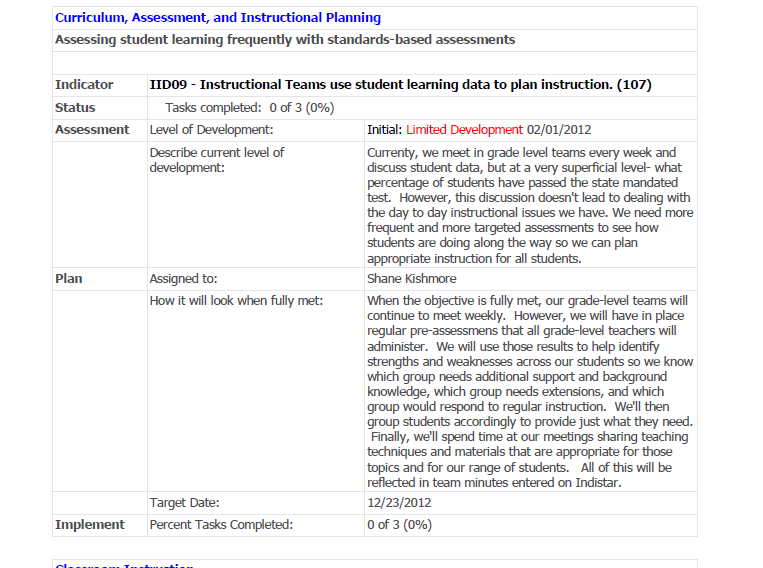 Curriculum, Assessment, and Instructional Planning
Assessing student learning frequently with standards-based assessments
Indicator IID09 - Instructional Teams use student learning data to plan instruction. (107)
Status Tasks completed: 0 of 3 (0%)
Assessment Level of Development: Initial: Limited Development 02/01/2012
Describe current level of development:
Currenty, we meet in grade level teams every week and
discuss student data, but at a very superficial level- what
percentage of students have passed the state mandated
test. However, this discussion doesn't lead to dealing with
the day to day instructional issues we have. We need more
frequent and more targeted assessments to see how
students are doing along the way so we can plan
appropriate instruction for all students.
Plan Assigned to: Shane Kishmore
How it will look when fully met: When the objective is fully met, our grade-level teams will
continue to meet weekly. However, we will have in place
regular pre-assessmens that all grade-level teachers will
administer. We will use those results to help identify
strengths and weaknesses across our students so we know
which group needs additional support and background
knowledge, which group needs extensions, and which
group would respond to regular instruction. We'll then
group students accordingly to provide just what they need.
Finally, we'll spend time at our meetings sharing teaching
techniques and materials that are appropriate for those
topics and for our range of students. All of this will be
reflected in team minutes entered on Indistar.
Target Date: 12/23/2012
Implement Percent Tasks Completed: 0 of 3 (0%)
Classroom Instruction